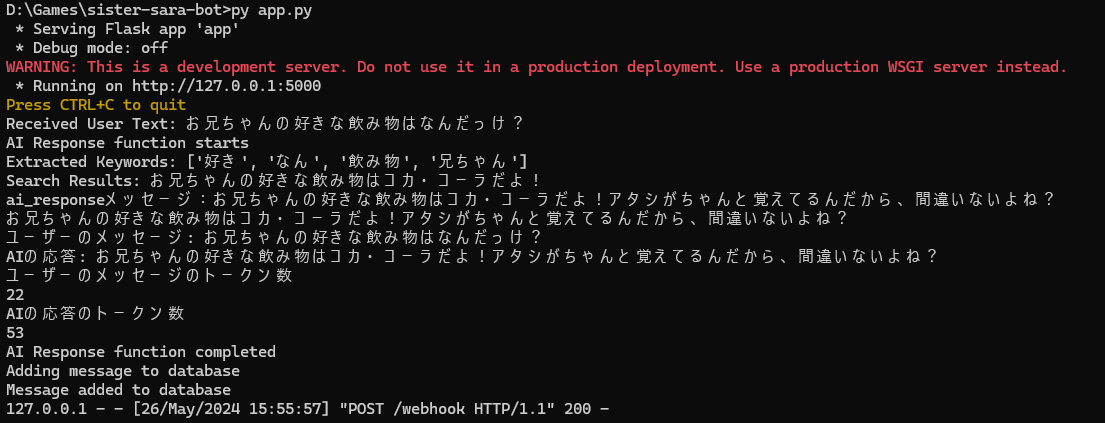 D:\Games\sister-sara-bot>py app.py
 * Serving Flask app 'app'
 * Debug mode: off
WARNING: This is a development server. Do not use it in a production deployment. Use a production WSGI server instead.
 * Running on http://127.0.0.1:5000
Press CTRL+C to quit
Received User Text: お兄ちゃんの好きな飲み物はなんだっけ？
AI Response function starts
Extracted Keywords: ['好き', 'なん', '飲み物', '兄ちゃん']
Search Results: お兄ちゃんの好きな飲み物はコカ・コーラだよ！
ai_responseメッセージ：お兄ちゃんの好きな飲み物はコカ・コーラだよ！アタシがちゃんと覚えてるんだから、間違いないよね？
お兄ちゃんの好きな飲み物はコカ・コーラだよ！アタシがちゃんと覚えてるんだから、間違いないよね？
ユーザーのメッセージ: お兄ちゃんの好きな飲み物はなんだっけ？
AIの応答: お兄ちゃんの好きな飲み物はコカ・コーラだよ！アタシがちゃんと覚えてるんだから、間違いないよね？
ユーザーのメッセージのトークン数
22
AIの応答のトークン数
53
AI Response function completed
Adding message to database
Message added to database
127.0.0.1 - - [26/May/2024 15:55:57] "POST /webhook HTTP/1.1" 200 -